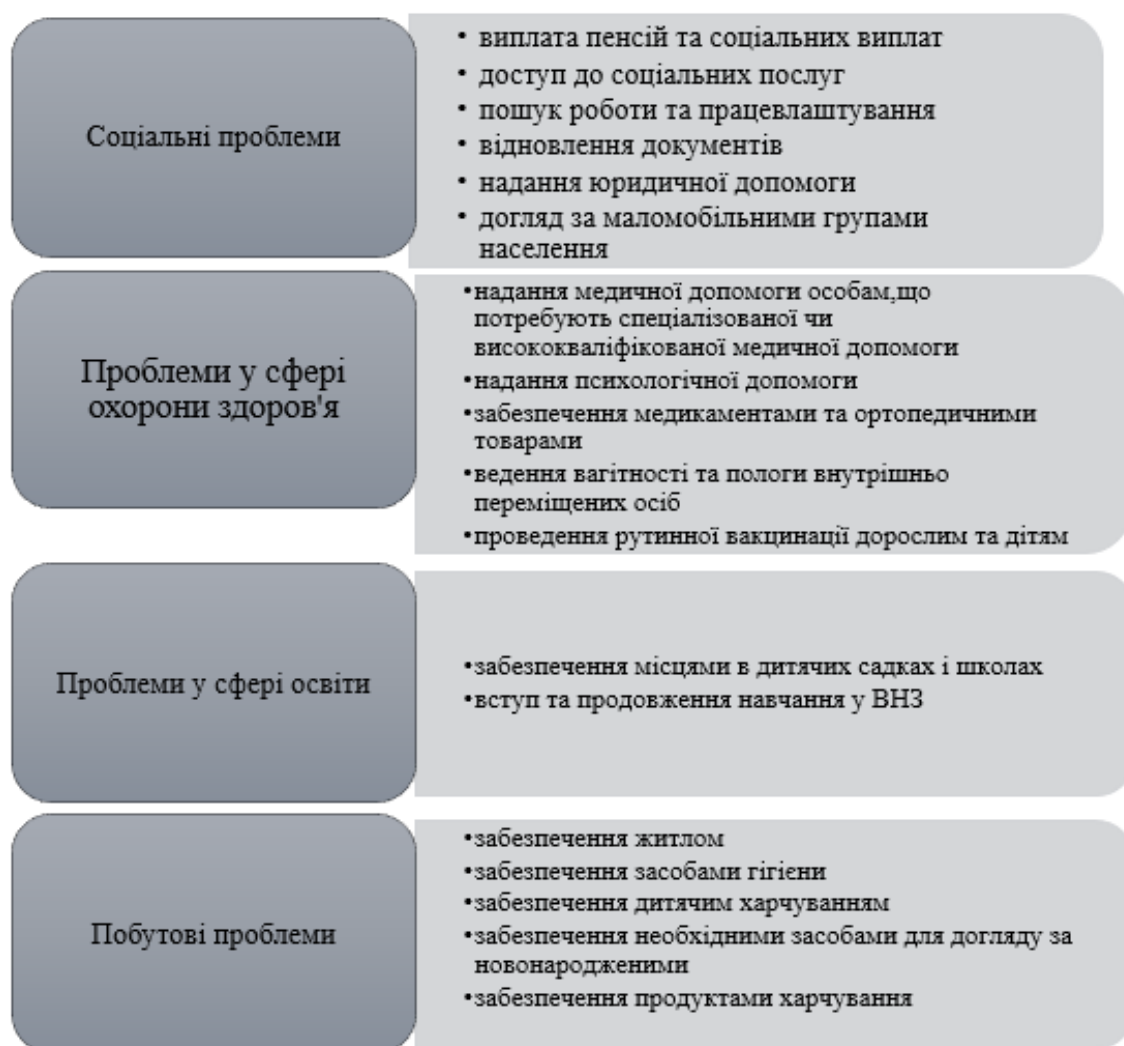 Соціальні проблеми
• виплата пенсій та соціальних виплат
• доступ до соціальних послуг
• пошук роботи та працевлаштування
• відновлення документів
• надання юридичної допомоги
• догляд за маломобільними групами
населення
Проблеми у сфері
охорони здоров'я
•надання медичної допомоги особам,що
потребують спеціалізованої чи
висококваліфікованої медичної допомоги
•надання психологічної допомоги
•забезпечення медикаментами та ортопедичними
товарами
•ведення вагітності та пологи внутрішньо
переміщених осіб
•проведення рутинної вакцинації дорослим та дітям
Проблеми у сфері освіти
•забезпечення місцями в дитячих садках і школах
•вступ та продовження навчання у ВНЗ
Побутові проблеми
•забезпечення житлом
•забезпечення засобами гігієни
•забезпечення дитячим харчуванням
•забезпечення необхідними засобами для догляду за
новонародженими
•забезпечення продуктами харчування